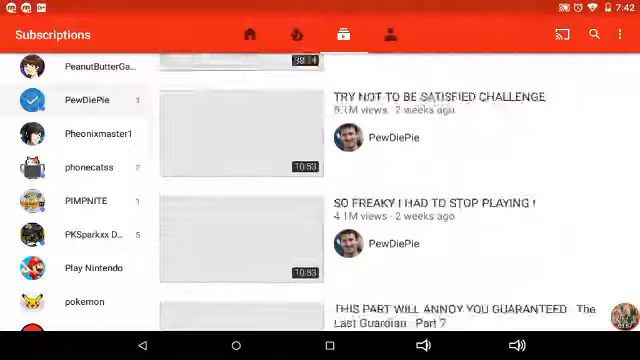 7:42
Subscriptions
PeanutButterGa...
38:14
PewDiePie 1
TRY NOT TO BE SATISFIED CHALLENGE
2 weeks ago
PewDiePie
10:53
Pheonixmaster1
phonecatss 2
PIMPNITE 1
SO FREAKY I HAD TO STOP PLAYING !
4.1M views · 2 weeks ago
PewDiePie
10:53
PKSparkxx D... 5
Play Nintendo
pokemon
THIS PART WILL ANNOY YOU GUARANTEED The
Last Guardian Part 7